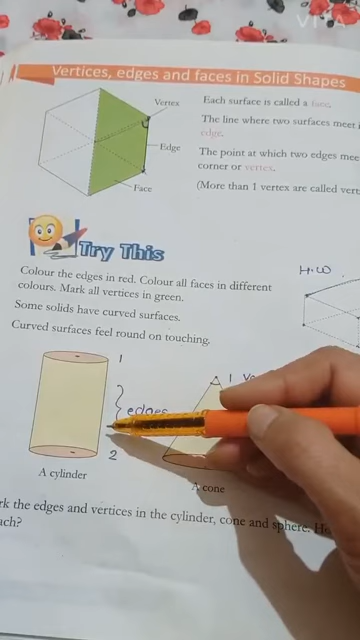 VITA
Vertices, edges and faces in Solid Shapes
Vertex
Edge
Face
Each surface is called a face.
The line where two surfaces meet i
edge.
The point at which two edges mee
corner or vertex.
(More than 1 vertex are called vert
Try This
H.W
Colour the edges in red. Colour all faces in different
colours. Mark all vertices in green.
Some solids have curved surfaces.
Curved surfaces feel round on touching.
1
edges
2
1 V
A cylinder
A cone
rk the edges and vertices in the cylinder, cone and sphere. H
ach?